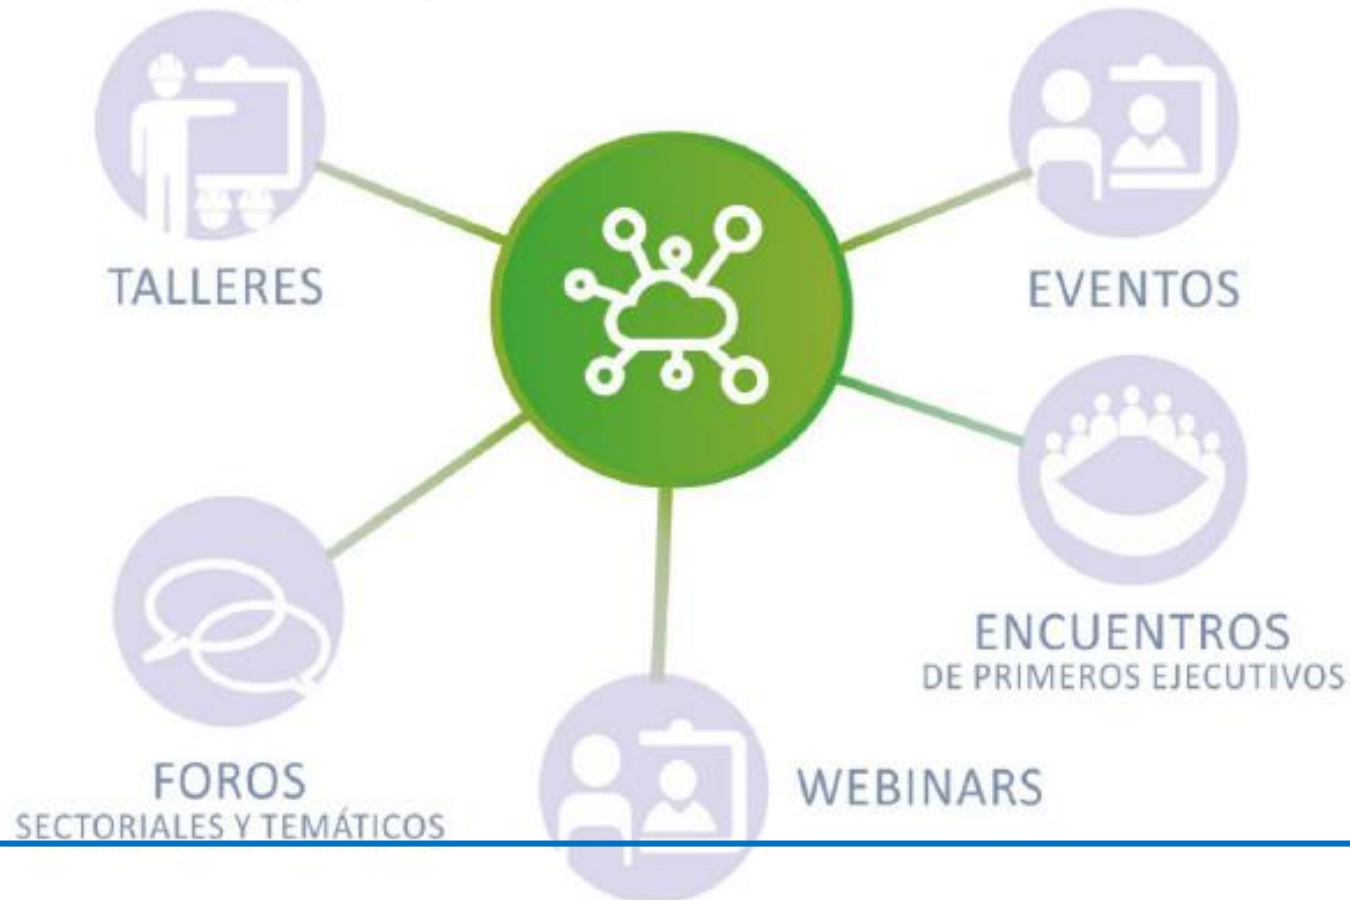 TALLERES
EVENTOS
ENCUENTROS
DE PRIMEROS EJECUTIVOS
FOROS
SECTORIALES Y TEMÁTICOS
WEBINARS